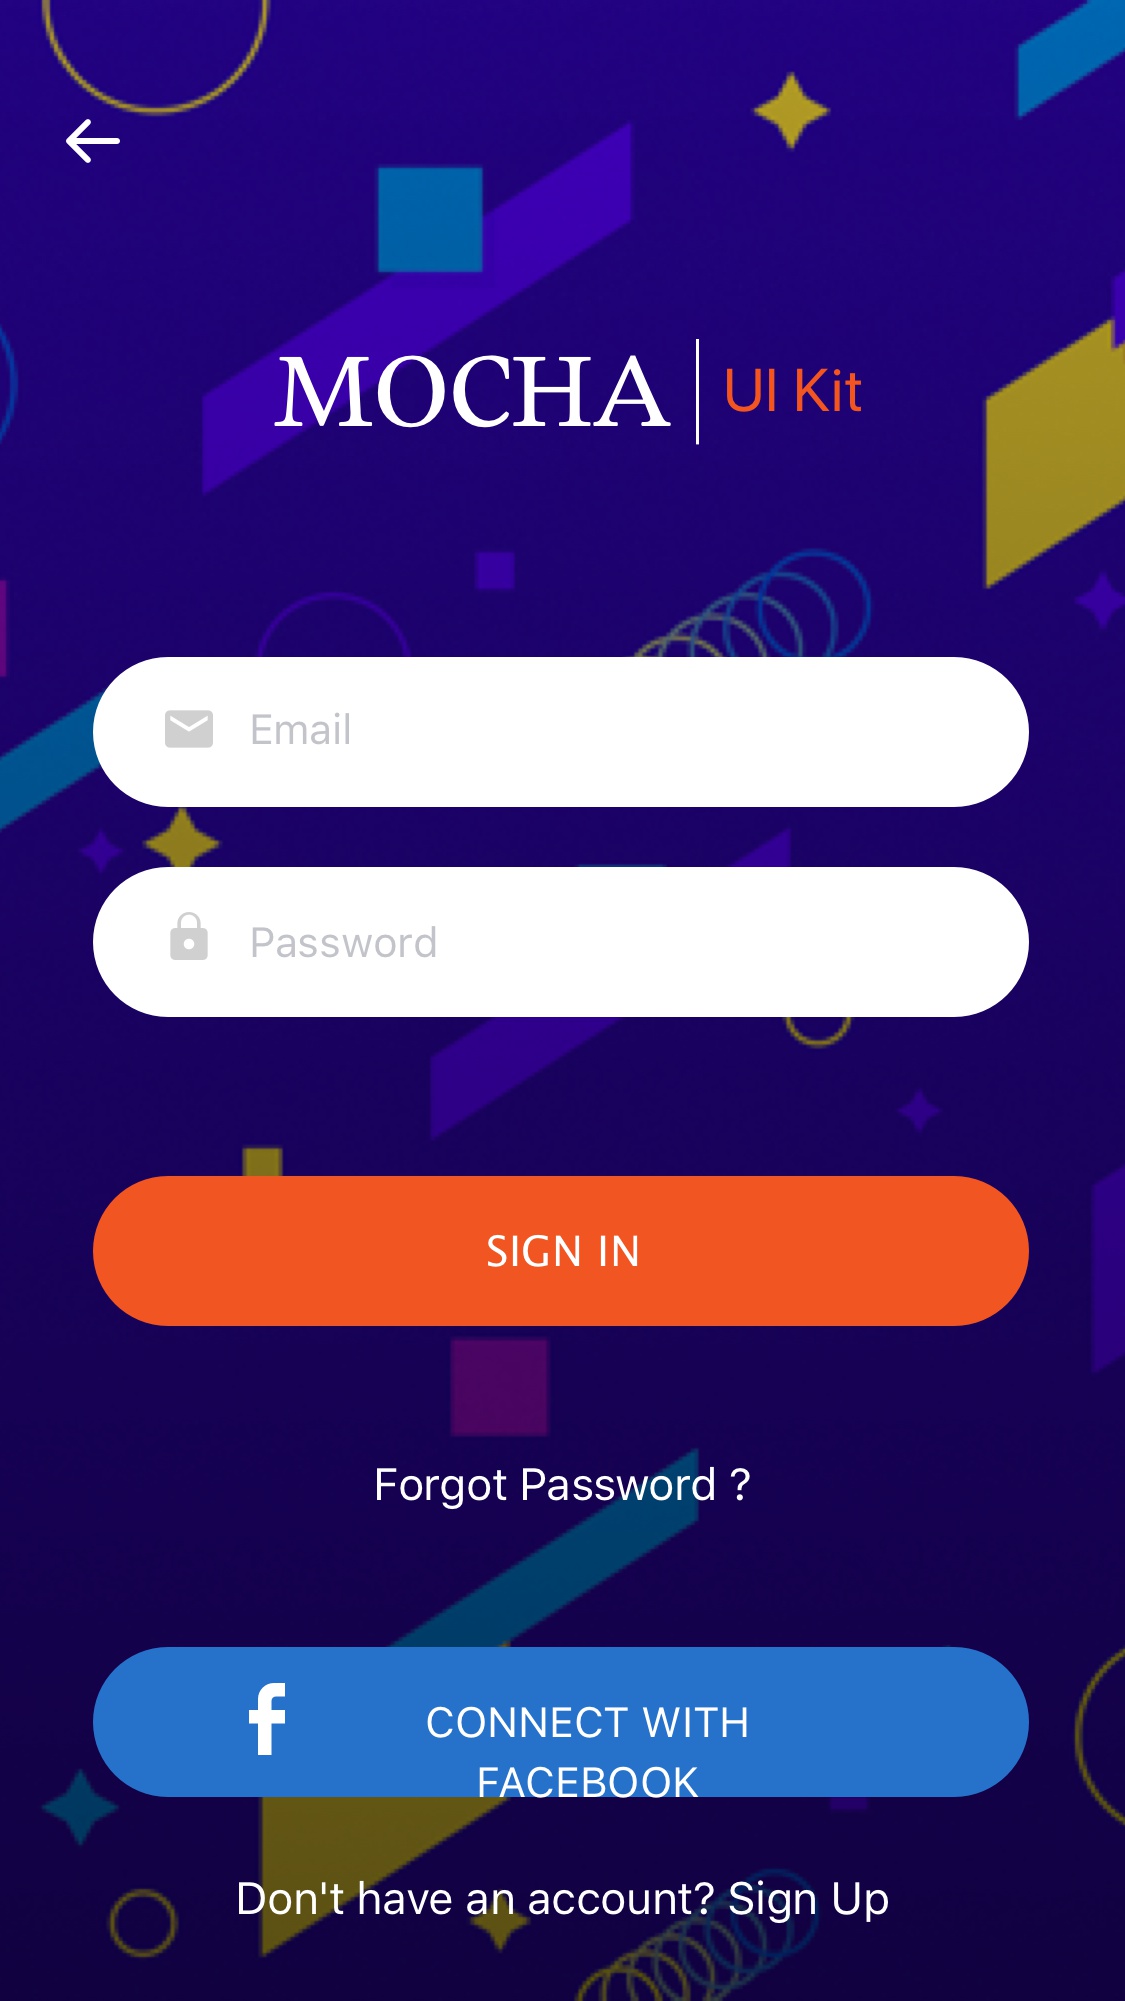 MOCHA | UI Kit
Email
Password
SIGN IN
Forgot Password ?
CONNECT WITH
FACEBOOK
Don't have an account? Sign Up